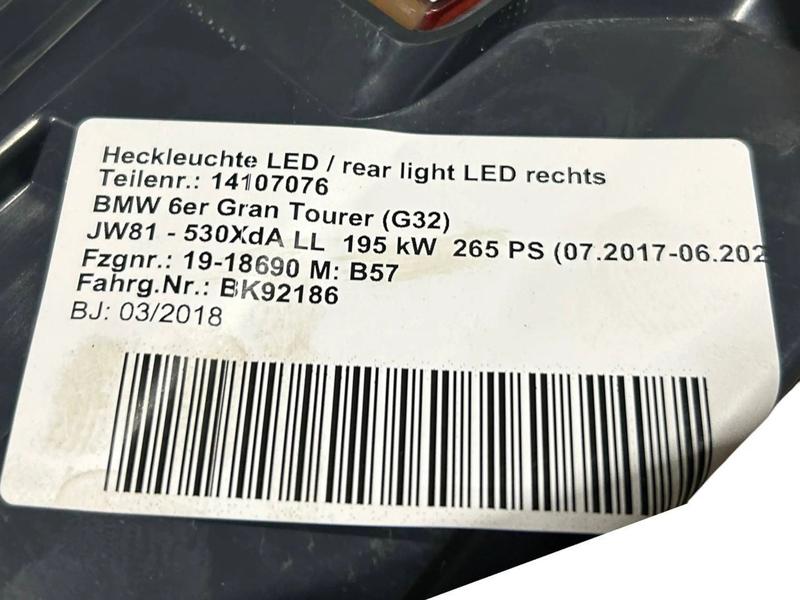 Heckleuchte LED / rear light LED rechts
Teilenr.: 14107076
BMW 6er Gran Tourer (G32)
JW81 - 530XdA LL 195 kW 265 PS (07.2017-06.202
Fzgnr.: 19-18690 M: B57
Fahrg.Nr.: BK92186
BJ: 03/2018